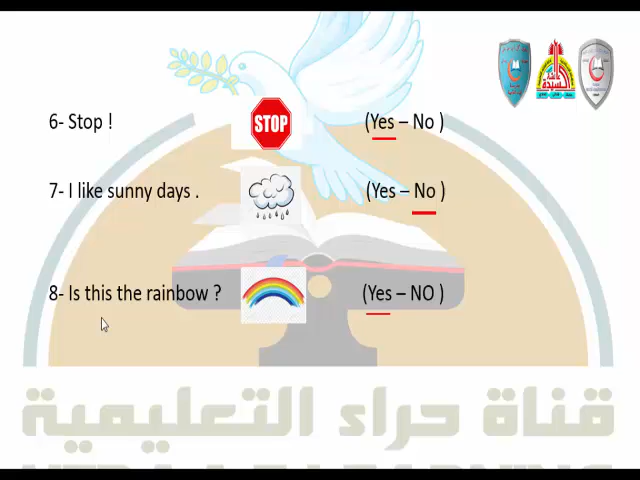 6- Stop ! STOP (Yes – No )
7- I like sunny days . (Yes – No )
8- Is this the rainbow ? (Yes – NO )
قناة حراء التعليمية